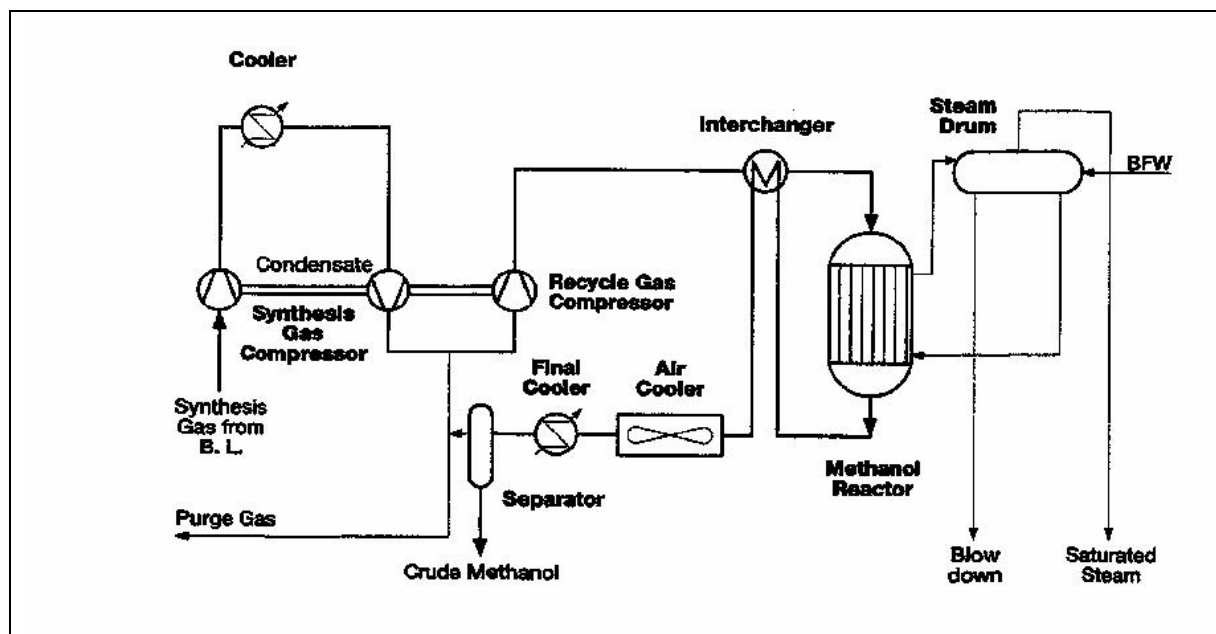 Cooler
Steam
Drum
Interchanger
BFW
Condensate
Recycle Gas
Compressor
Synthesis
Gas
Compressor
Final
Cooler
Air
Cooler
Synthesis
Gas from
B. L.
Methanol
Reactor
Separator
Purge Gas
Crude Methanol
Blow
down
Saturated
Steam